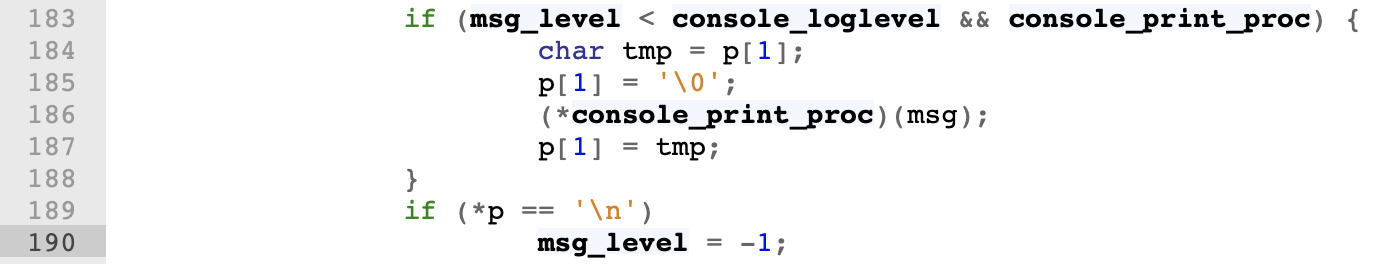 183 if (msg_level < console_loglevel && console_print_proc) {
184 char tmp = p[1];
185 p[1] = '\0';
186 (*console_print_proc)(msg);
187 p[1] = tmp;
188 }
189 if (*p == '\n')
190 msg_level = -1;